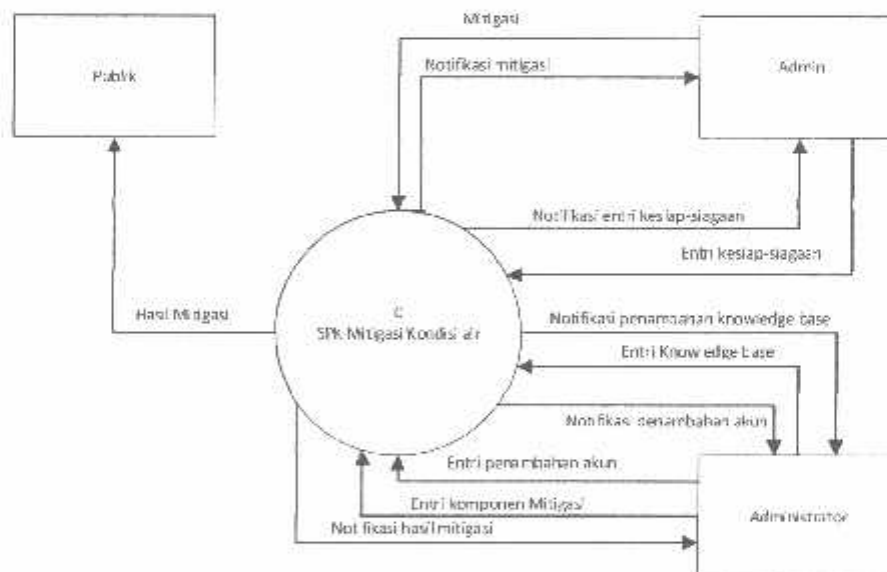 Mitigasi
Publik
Notifikasi mitigasi
Admin
Notifikasi entri kesiap-siagaan
Entri kesiap-siagaan
Hasil Mitigasi
SPK Mitigasi Kondisi air
Notifikasi penambahan knowledge base
Entri Knowledge base
Notifikasi penambahan akun
Entri penambahan akun
Entri komponen Mitigasi
Notifikasi hasil mitigasi
Administrator